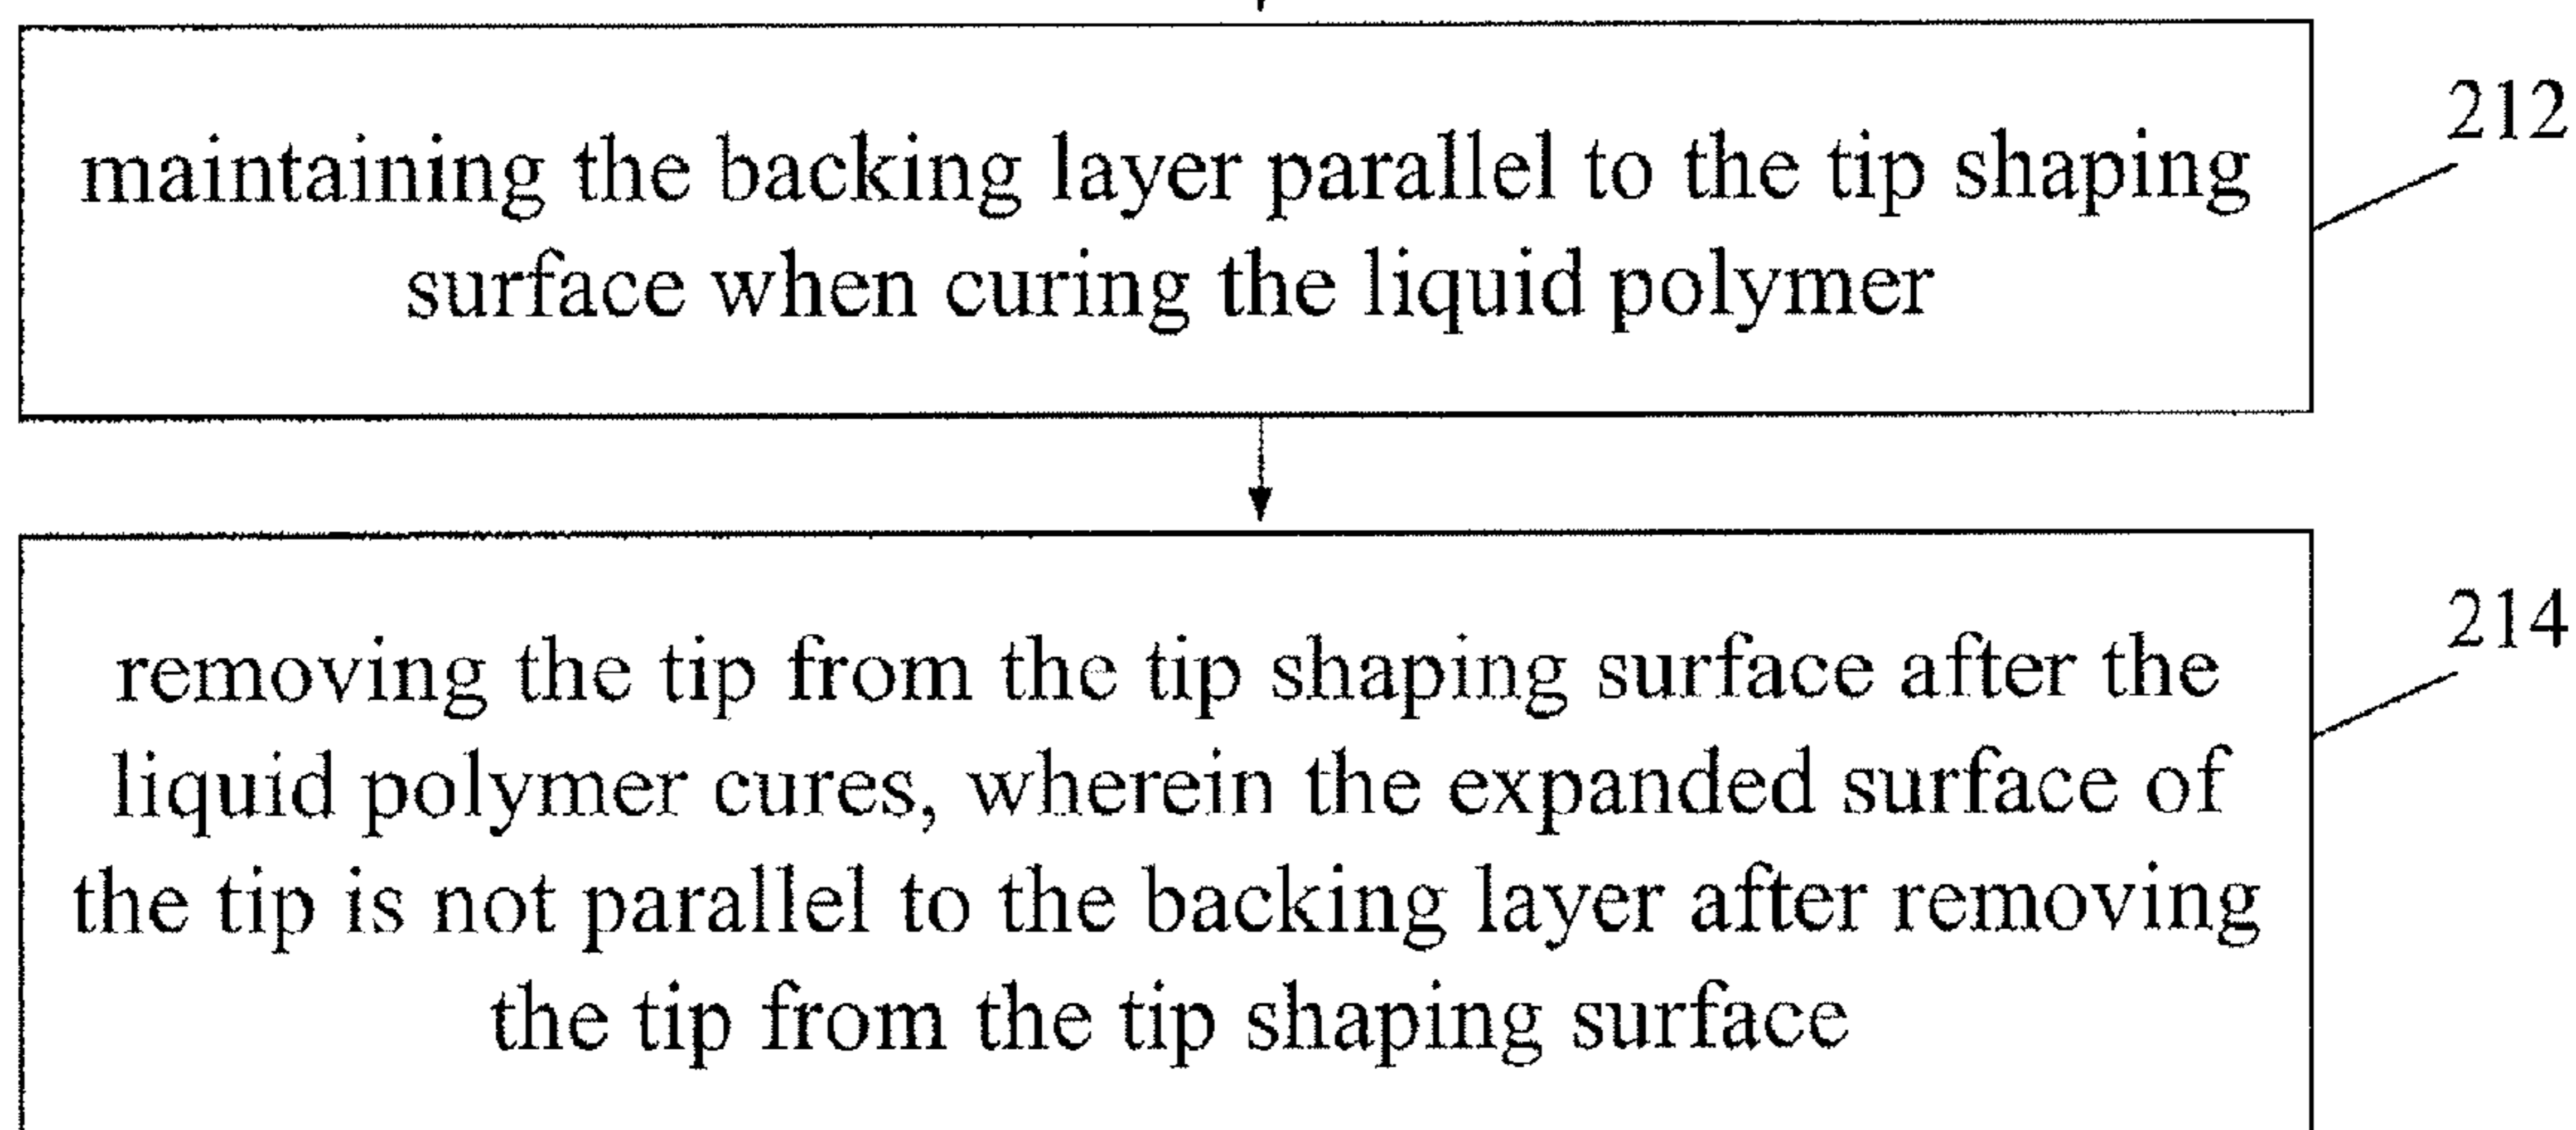 maintaining the backing layer parallel to the tip shaping
surface when curing the liquid polymer
212
removing the tip from the tip shaping surface after the
liquid polymer cures, wherein the expanded surface of
the tip is not parallel to the backing layer after removing
the tip from the tip shaping surface
214